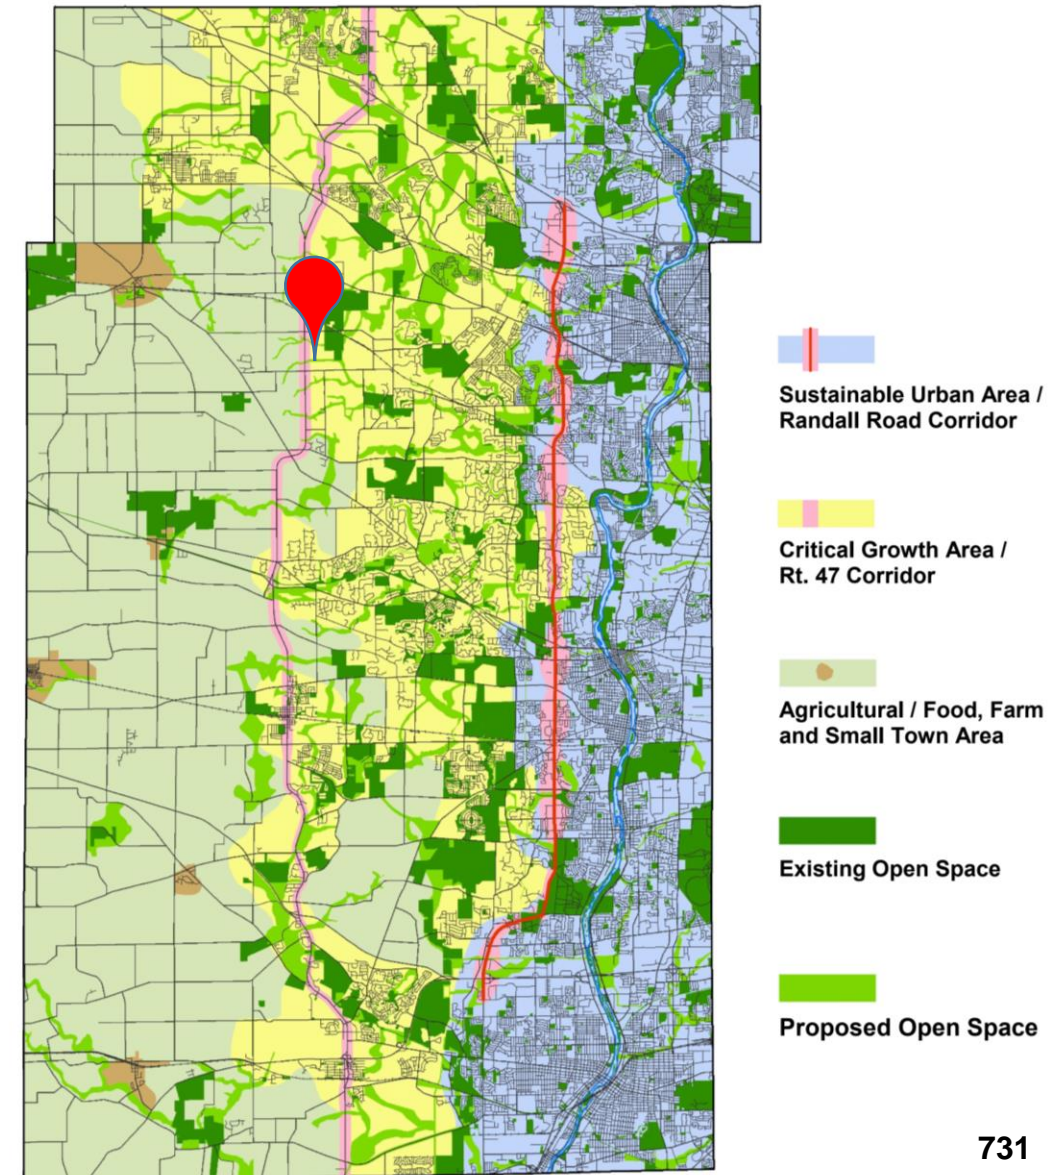 Sustainable Urban Area /
Randall Road Corridor
Critical Growth Area /
Rt. 47 Corridor
Agricultural / Food, Farm
and Small Town Area
Existing Open Space
Proposed Open Space
731